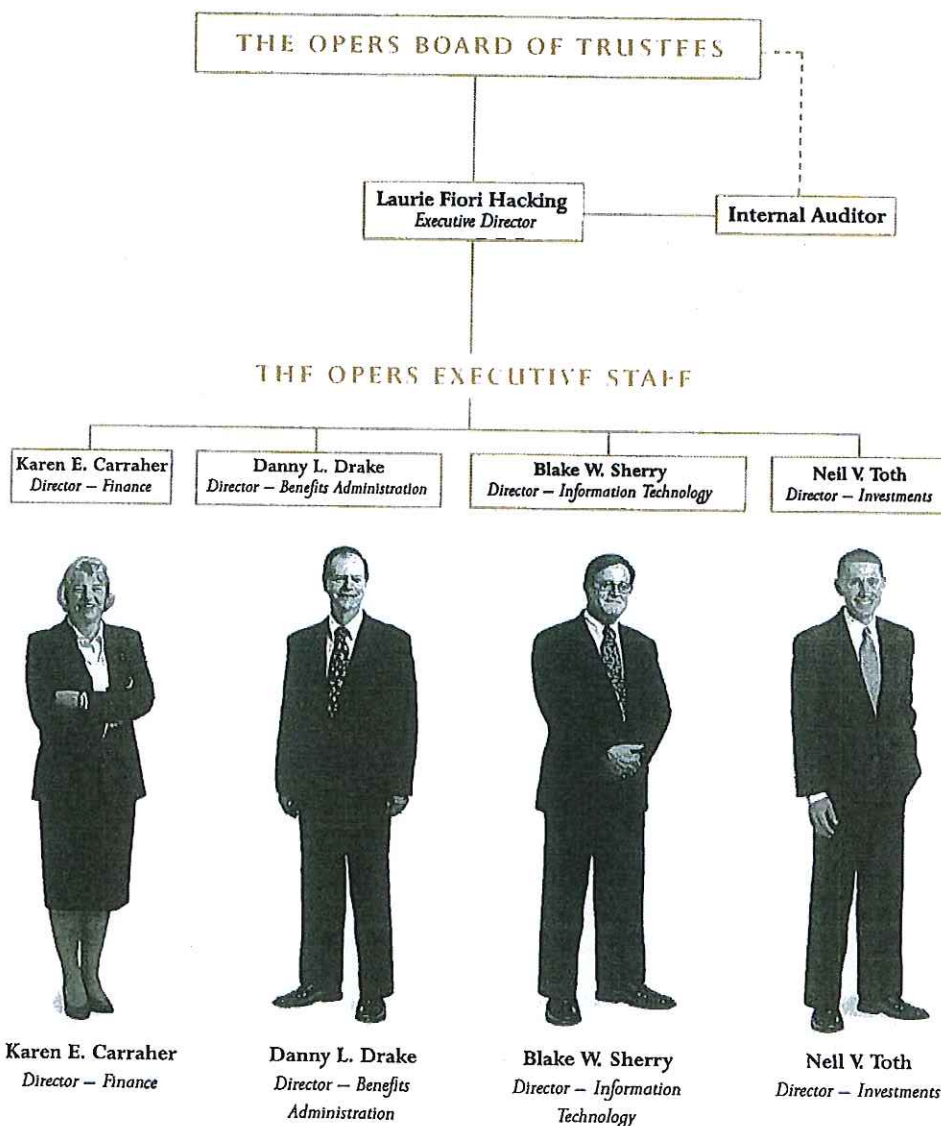 THE OPERS BOARD OF TRUSTEES
Laurie Fiori Hacking
Executive Director
Internal Auditor
THE OPERS EXECUTIVE STAFF
Karen E. Carraher
Director – Finance
Danny L. Drake
Director – Benefits Administration
Blake W. Sherry
Director – Information Technology
Neil V. Toth
Director – Investments
Karen E. Carraher
Director – Finance
Danny L. Drake
Director – Benefits
Administration
Blake W. Sherry
Director – Information
Technology
Neil V. Toth
Director – Investments